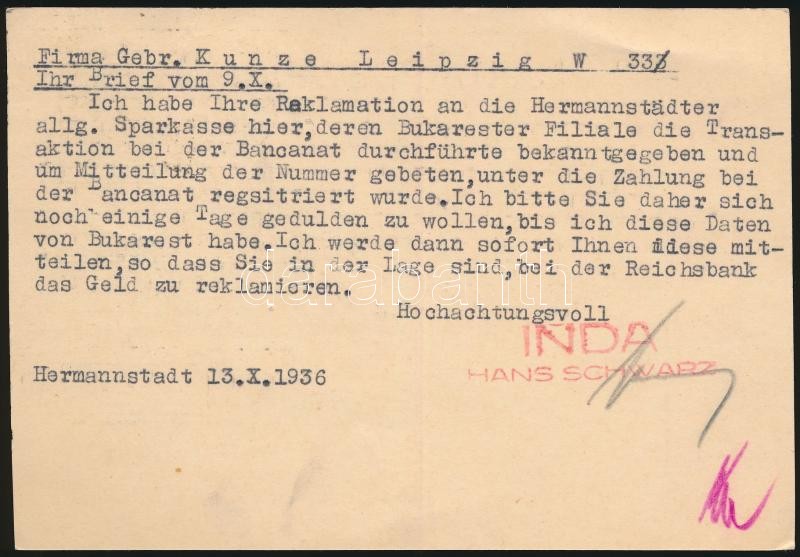 Firma Gebr. K u n z e  L e i p z i g  W  333
Ihr Brief vom 9.X.
Ich habe Ihre Reklamation an die Hermannstädter
allg. Sparkasse hier,deren Bukarester Filiale die Trans-
aktion bei der Bancanat durchführte bekanntgegeben und
um Mitteilung der Nummer gebeten,unter die Zahlung bei
der Bancanat regsitriert wurde.Ich bitte Sie daher sich
noch einige Tage gedulden zu wollen,bis ich diese Daten
von Bukarest habe.Ich werde dann sofort Ihnen diese mit-
teilen,so dass Sie in der Lage sind,bei der Reichsbank
das Geld zu reklamieren.
Hochachtungsvoll
INDA
HANS SCHWARZ
Hermannstadt 13.X.1936
darabanth